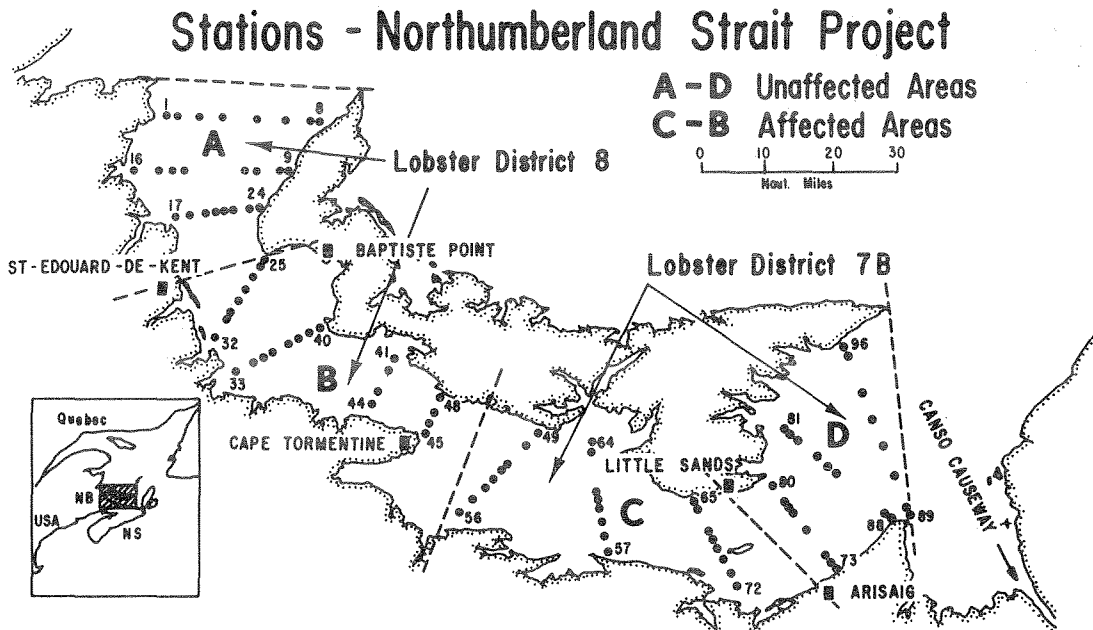 Stations - Northumberland Strait Project
A-D Unaffected Areas
C-B Affected Areas
0 10 20 30
Naut. Miles
1
8
A
Lobster District 8
16
9
17
24
ST-EDOUARD-DE-KENT
25
BAPTISTE POINT
Lobster District 7B
32
40
33
B
41
44
48
CAPE TORMENTINE
45
49
64
LITTLE SANDS
81
D
96
56
C
57
65
80
72
73
88
89
ARISAIG
CANSO CAUSEWAY
Quebec
NB
USA
NS